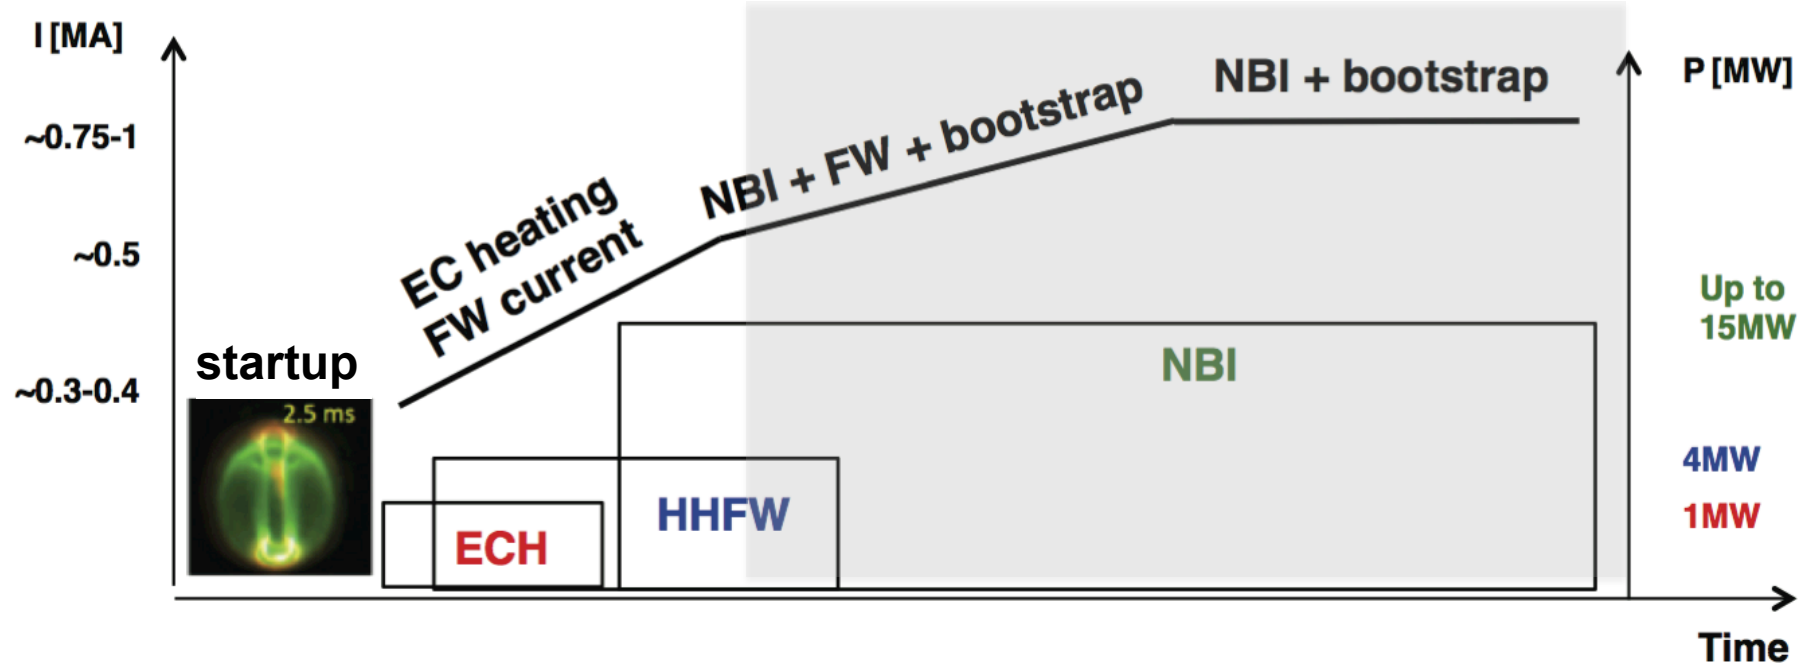 I [MA]
P [MW]
NBI + bootstrap
~0.75-1
NBI + FW + bootstrap
EC heating
FW current
~0.5
Up to
15MW
startup
NBI
~0.3-0.4
2.5 ms
4MW
HHFW
1MW
ECH
Time